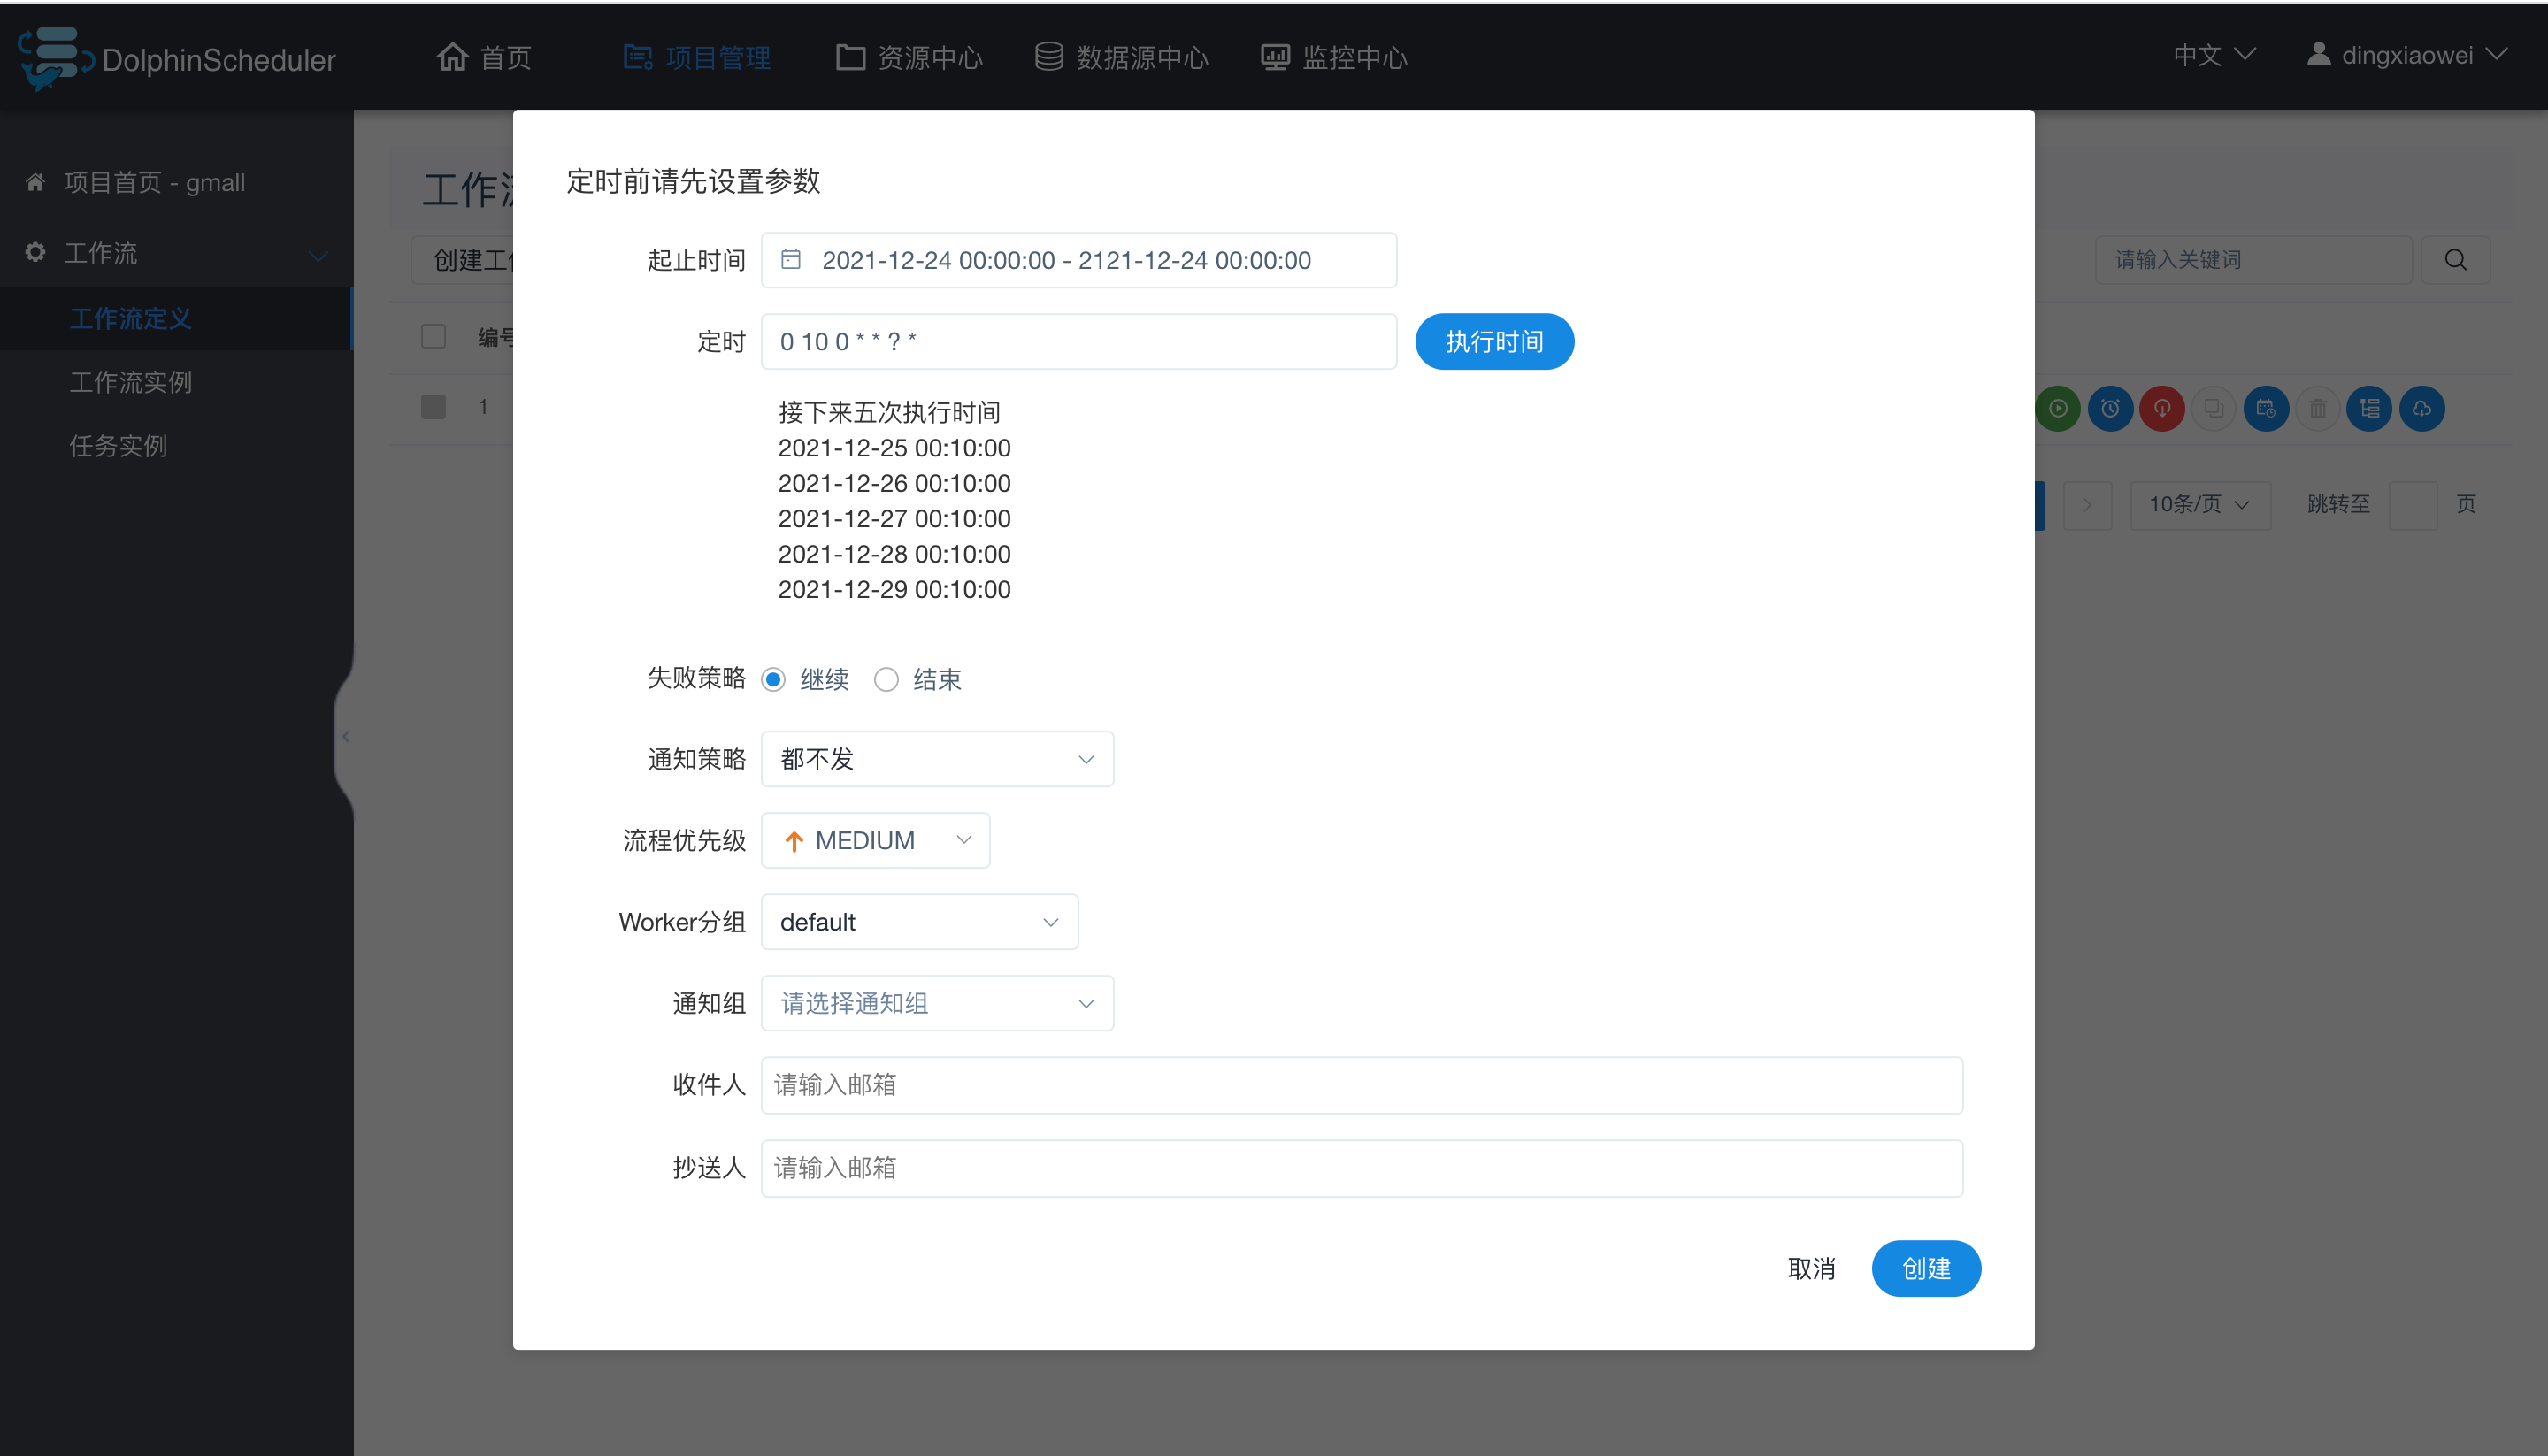 DolphinScheduler 首页 项目管理 资源中心 数据源中心 监控中心 中文 dingxiaowei
项目首页 - gmall
工作流
工作流定义
工作流实例
任务实例
工作流
创建工作
请输入关键词
编号
1
10条/页 跳转至 页
定时前请先设置参数
起止时间 2021-12-24 00:00:00 - 2121-12-24 00:00:00
定时 0 10 0 * * ? * 执行时间
接下来五次执行时间
2021-12-25 00:10:00
2021-12-26 00:10:00
2021-12-27 00:10:00
2021-12-28 00:10:00
2021-12-29 00:10:00
失败策略 继续 结束
通知策略 都不发
流程优先级 MEDIUM
Worker分组 default
通知组 请选择通知组
收件人 请输入邮箱
抄送人 请输入邮箱
取消 创建